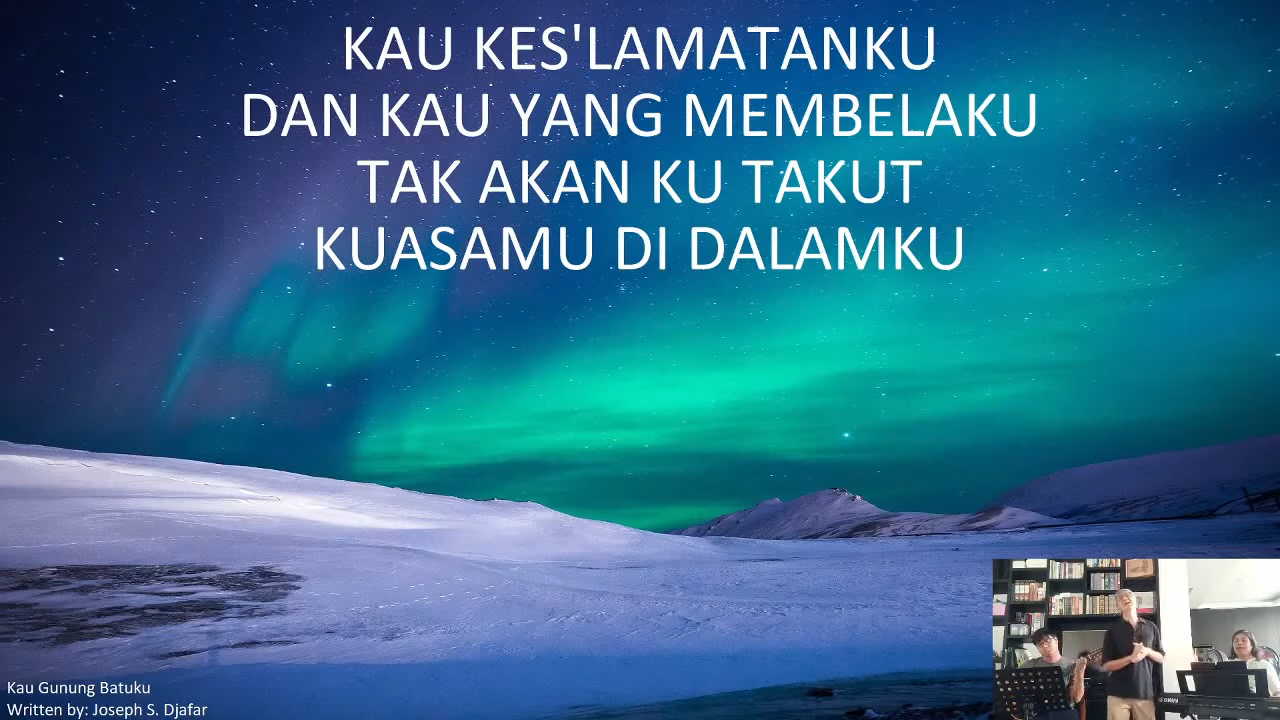 KAU KES'LAMATANKU
DAN KAU YANG MEMBELAKU
TAK AKAN KU TAKUT
KUASAMU DI DALAMKU
Kau Gunung Batuku
Written by: Joseph S. Djafar